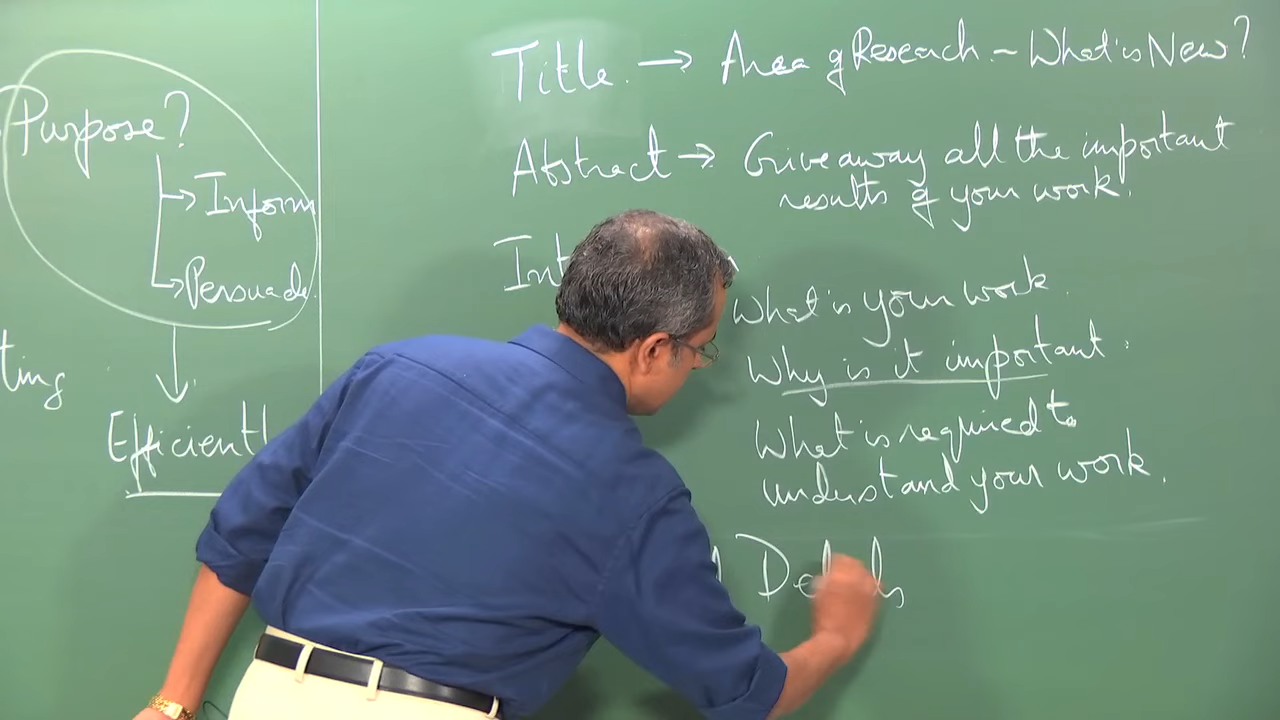 Purpose?
Inform
Persuade
ting
Title → Area of Research - What is New?
Abstract → Give away all the important
results of your work.
What is your work.
Why is it important.
What is required to
understand your work.